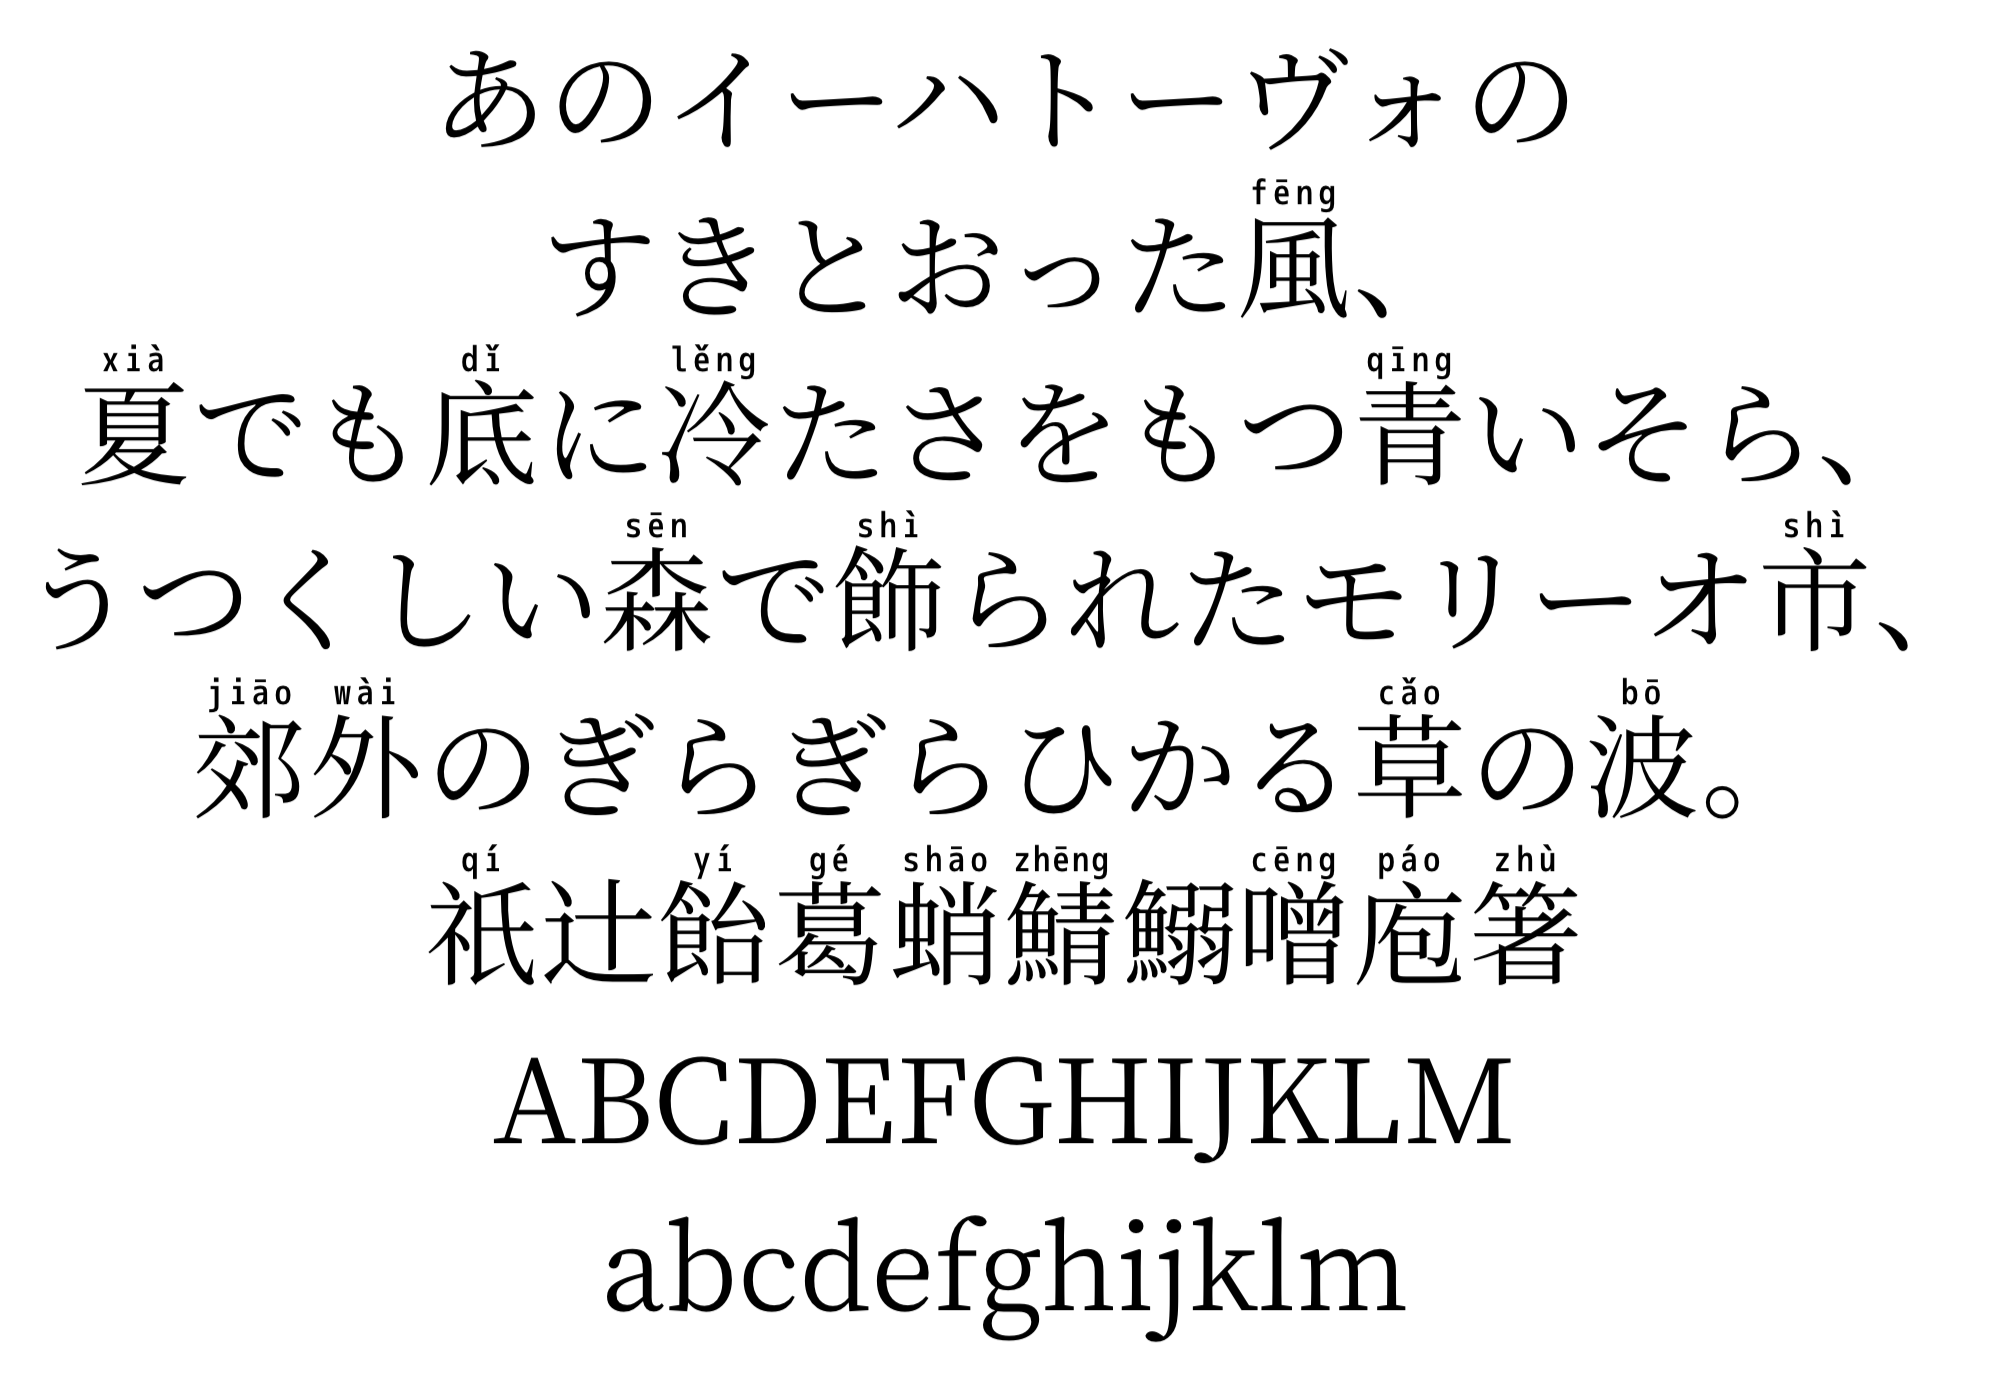 あのイーハトーヴォの
fēng
すきとおった風、
xià dǐ lěng qīng
夏でも底に冷たさをもつ青いそら、
sēn shì shì
うつくしい森で飾られたモリーオ市、
jiāo wài cǎo bō
郊外のぎらぎらひかる草の波。
qí yí gé shāo zhēng cēng páo zhù
祇辻飴葛蛸鯖鰯噌庖箸
ABCDEFGHIJKLM
abcdefghijklm